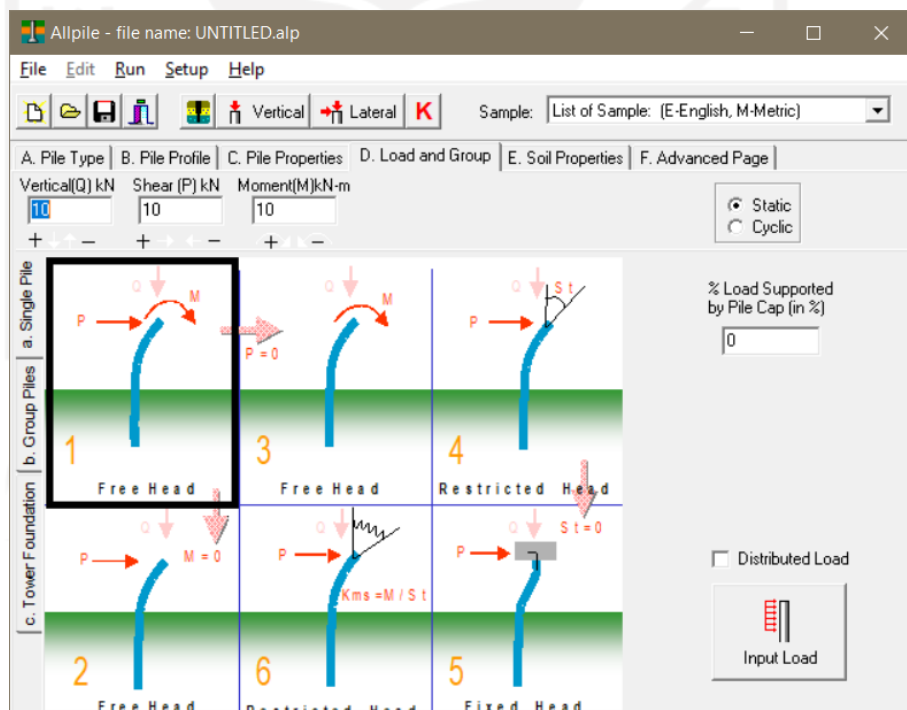 Allpile - file name: UNTITLED.alp
File Edit Run Setup Help
Vertical Lateral K Sample: List of Sample: (E-English, M-Metric)
A. Pile Type B. Pile Profile C. Pile Properties D. Load and Group E. Soil Properties F. Advanced Page
Vertical(Q) kN Shear (P) kN Moment(M)kN-m
10 10 10
+ - + - + -
Static
Cyclic
a. Single Pile
b. Group Piles
c. Tower Foundation
Q M P
1
Free Head
P = 0
Q M
3
Free Head
Q S t P
4
Restricted Head
% Load Supported
by Pile Cap (in %)
0
Q M = 0
P
2
Free Head
Q
P
Kms =M / S t
6
Restricted Head
Q S t = 0
P
5
Fixed Head
Distributed Load
Input Load